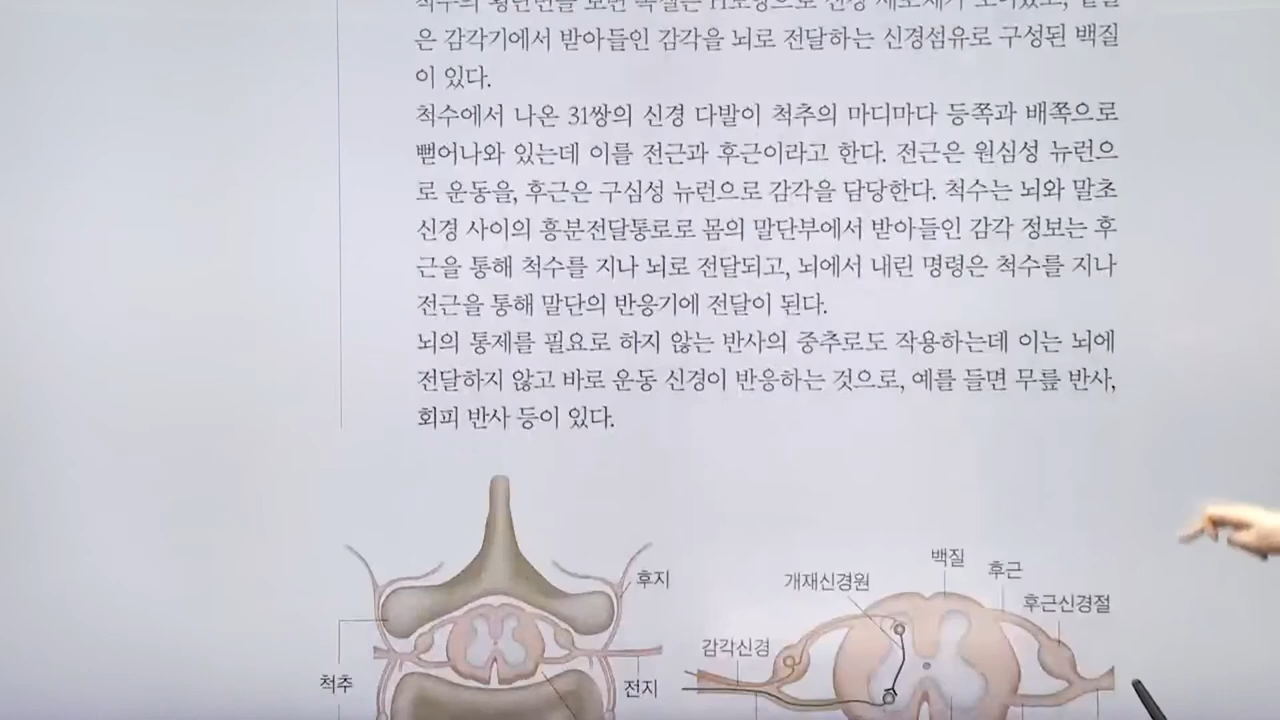 은 감각기에서 받아들인 감각을 뇌로 전달하는 신경섬유로 구성된 백질
이 있다.
척수에서 나온 31쌍의 신경 다발이 척추의 마디마다 등쪽과 배쪽으로
뻗어나와 있는데 이를 전근과 후근이라고 한다. 전근은 원심성 뉴런으
로 운동을, 후근은 구심성 뉴런으로 감각을 담당한다. 척수는 뇌와 말초
신경 사이의 흥분전달통로로 몸의 말단부에서 받아들인 감각 정보는 후
근을 통해 척수를 지나 뇌로 전달되고, 뇌에서 내린 명령은 척수를 지나
전근을 통해 말단의 반응기에 전달이 된다.
뇌의 통제를 필요로 하지 않는 반사의 중추로도 작용하는데 이는 뇌에
전달하지 않고 바로 운동 신경이 반응하는 것으로, 예를 들면 무릎 반사,
회피 반사 등이 있다.
백질
후근
후지
개재신경원
후근신경절
감각신경
척추
전지